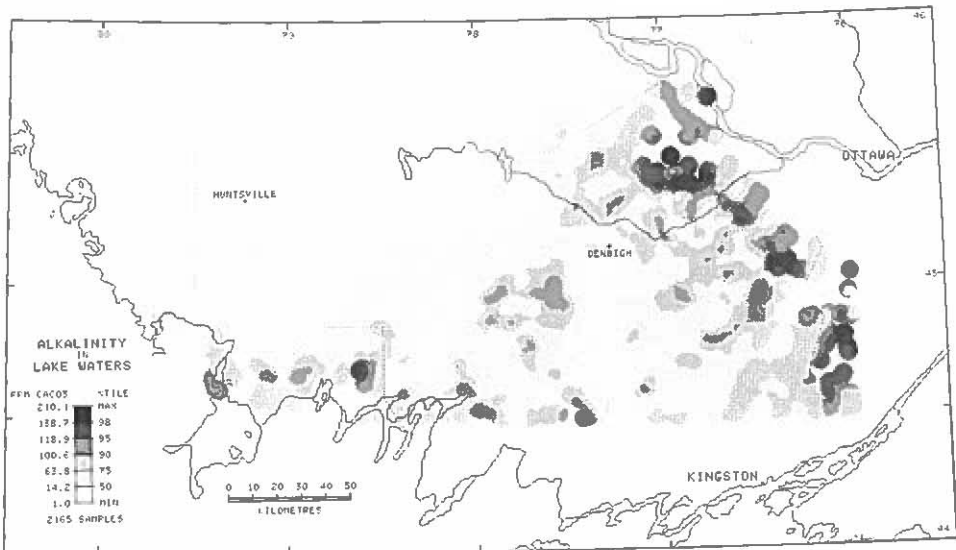 80 79 78 77 76 46
OTTAWA
HUNTSVILLE
DENBIGH
45
ALKALINITY
IN
LAKE WATERS
PPM CACO3 %TILE
210.1 MAX
138.7 98
118.9 95
100.6 90
63.8 75
14.2 50
1.0 MIN
2165 SAMPLES
0 10 20 30 40 50
KILOMETRES
KINGSTON
44